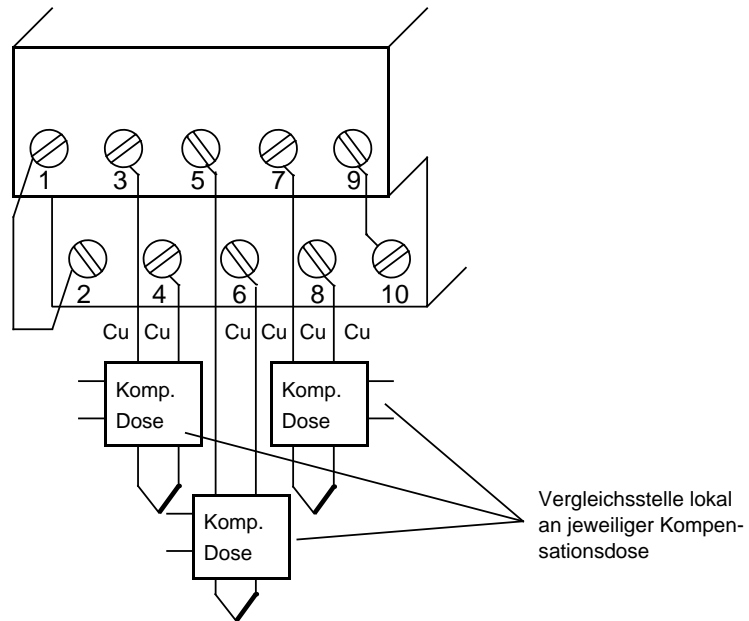 1 3 5 7 9
2 4 6 8 10
Cu Cu Cu Cu Cu Cu
Komp.
Dose
Komp.
Dose
Komp.
Dose
Vergleichsstelle lokal
an jeweiliger Kompen-
sationsdose